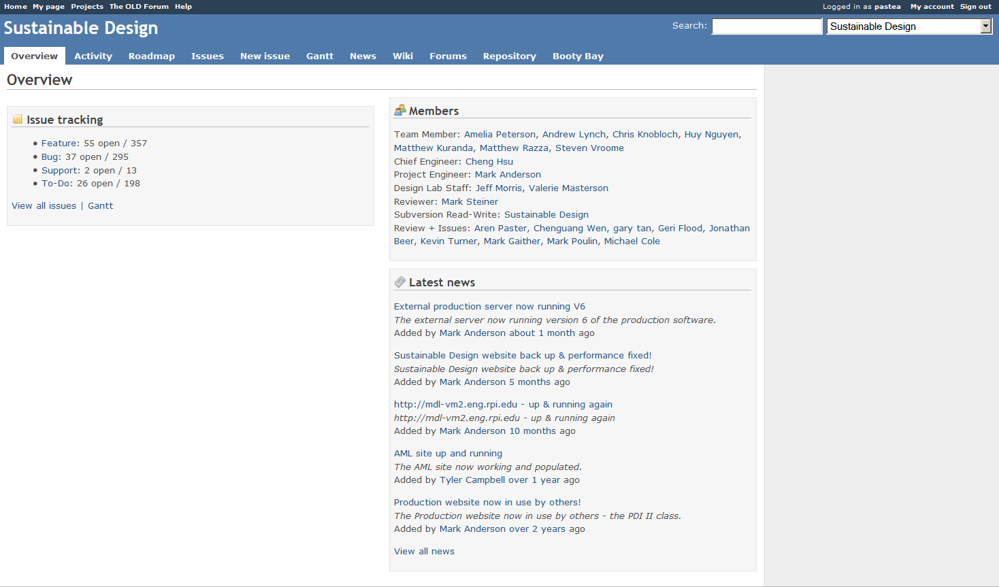 Home My page Projects The OLD Forum Help
Logged in as pastea My account Sign out
Sustainable Design
Search:
Sustainable Design
Overview Activity Roadmap Issues New issue Gantt News Wiki Forums Repository Booty Bay
Overview
Issue tracking
• Feature: 55 open / 357
• Bug: 37 open / 295
• Support: 2 open / 13
• To-Do: 26 open / 198
View all issues | Gantt
Members
Team Member: Amelia Peterson, Andrew Lynch, Chris Knobloch, Huy Nguyen,
Matthew Kuranda, Matthew Razza, Steven Vroome
Chief Engineer: Cheng Hsu
Project Engineer: Mark Anderson
Design Lab Staff: Jeff Morris, Valerie Masterson
Reviewer: Mark Steiner
Subversion Read-Write: Sustainable Design
Review + Issues: Aren Paster, Chenguang Wen, gary tan, Geri Flood, Jonathan
Beer, Kevin Turner, Mark Gaither, Mark Poulin, Michael Cole
Latest news
External production server now running V6
The external server now running version 6 of the production software.
Added by Mark Anderson about 1 month ago
Sustainable Design website back up & performance fixed!
Sustainable Design website back up & performance fixed!
Added by Mark Anderson 5 months ago
http://mdl-vm2.eng.rpi.edu - up & running again
http://mdl-vm2.eng.rpi.edu - up & running again
Added by Mark Anderson 10 months ago
AML site up and running
The AML site now working and populated.
Added by Tyler Campbell over 1 year ago
Production website now in use by others!
The Production website now in use by others - the PDI II class.
Added by Mark Anderson over 2 years ago
View all news